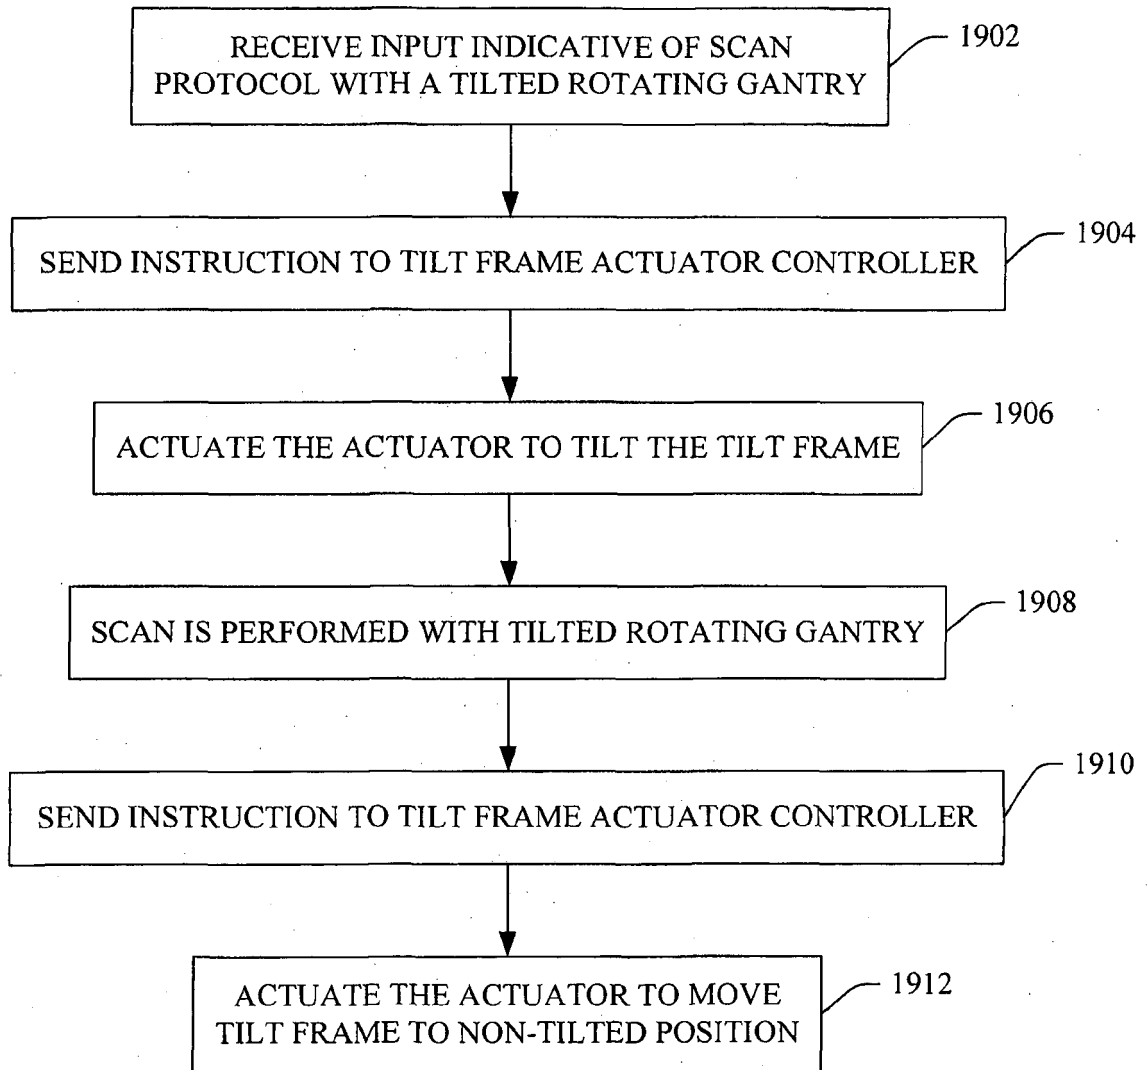 RECEIVE INPUT INDICATIVE OF SCAN
PROTOCOL WITH A TILTED ROTATING GANTRY
1902
SEND INSTRUCTION TO TILT FRAME ACTUATOR CONTROLLER
1904
ACTUATE THE ACTUATOR TO TILT THE TILT FRAME
1906
SCAN IS PERFORMED WITH TILTED ROTATING GANTRY
1908
SEND INSTRUCTION TO TILT FRAME ACTUATOR CONTROLLER
1910
ACTUATE THE ACTUATOR TO MOVE
TILT FRAME TO NON-TILTED POSITION
1912